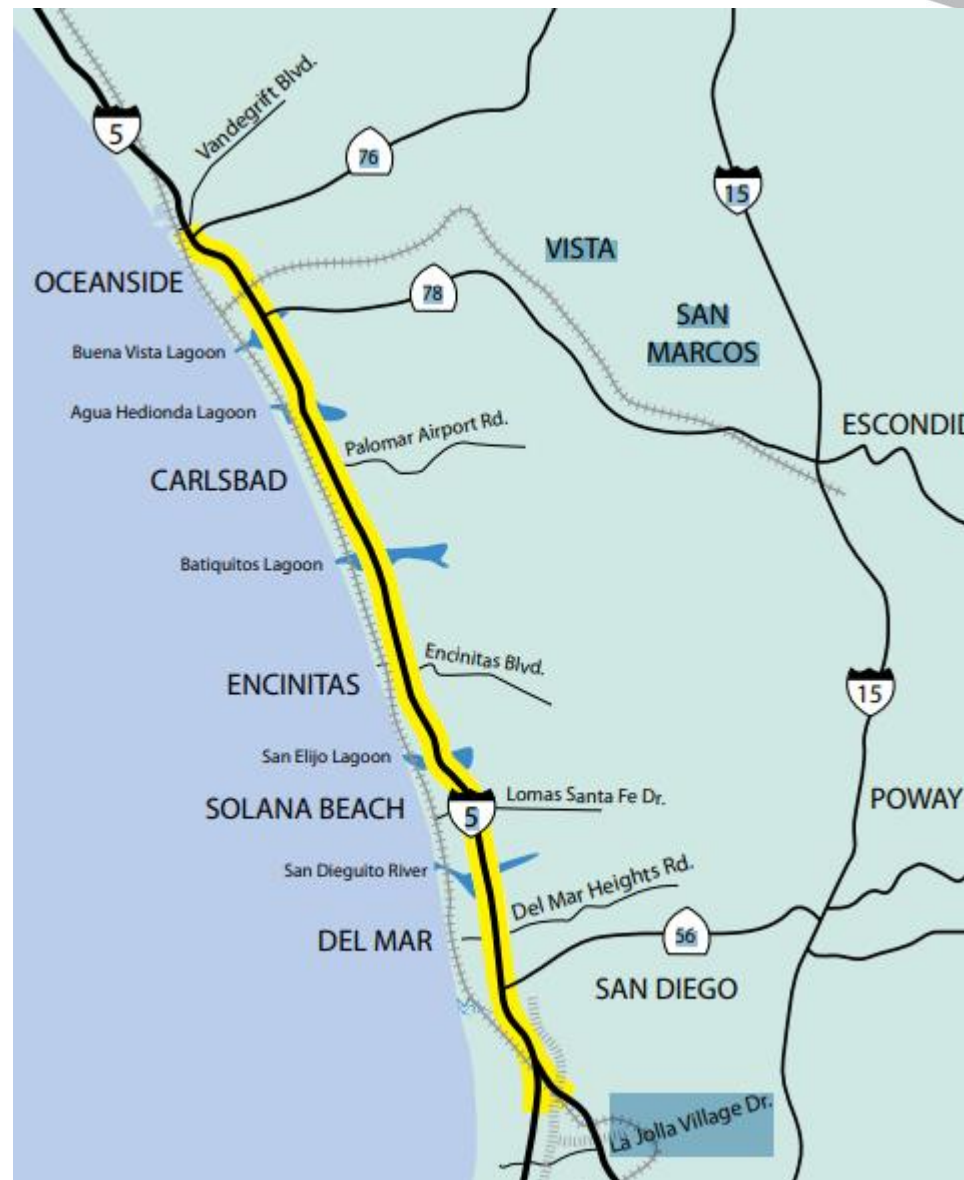 Vandegrift Blvd.
5
76
15
VISTA
OCEANSIDE
78
SAN
MARCOS
Buena Vista Lagoon
Agua Hedionda Lagoon
Palomar Airport Rd.
ESCONDID
CARLSBAD
Batiquitos Lagoon
Encinitas Blvd.
ENCINITAS
15
San Elijo Lagoon
Lomas Santa Fe Dr.
POWAY
SOLANA BEACH
5
San Dieguito River
Del Mar Heights Rd.
DEL MAR
56
SAN DIEGO
La Jolla Village Dr.